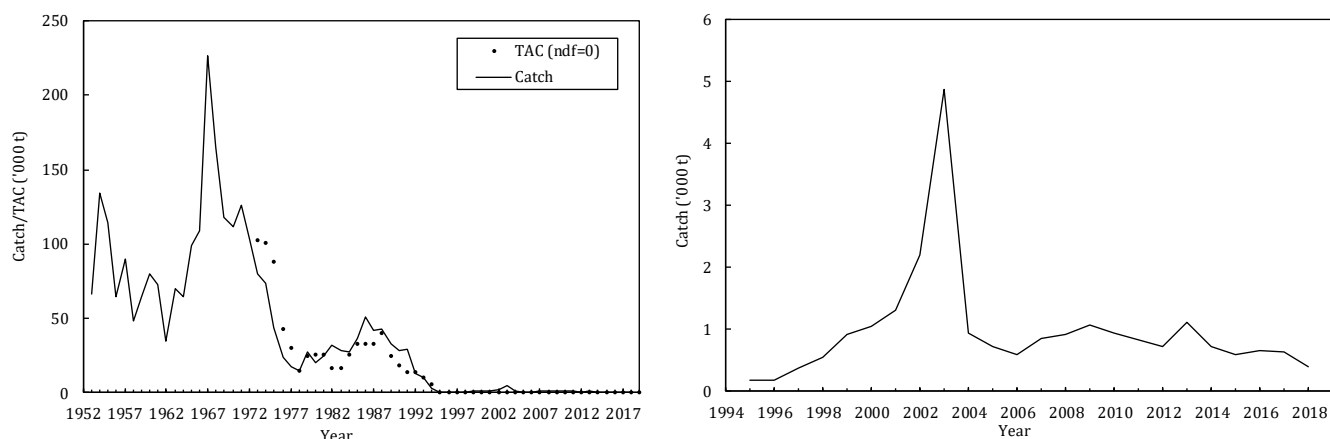 250
200
150
100
50
0
Catch/TAC ('000 t)
TAC (ndf=0)
Catch
1952 1957 1962 1967 1972 1977 1982 1987 1992 1997 2002 2007 2012 2017
Year
6
5
4
3
2
1
0
Catch ('000 t)
1994 1996 1998 2000 2002 2004 2006 2008 2010 2012 2014 2016 2018
Year